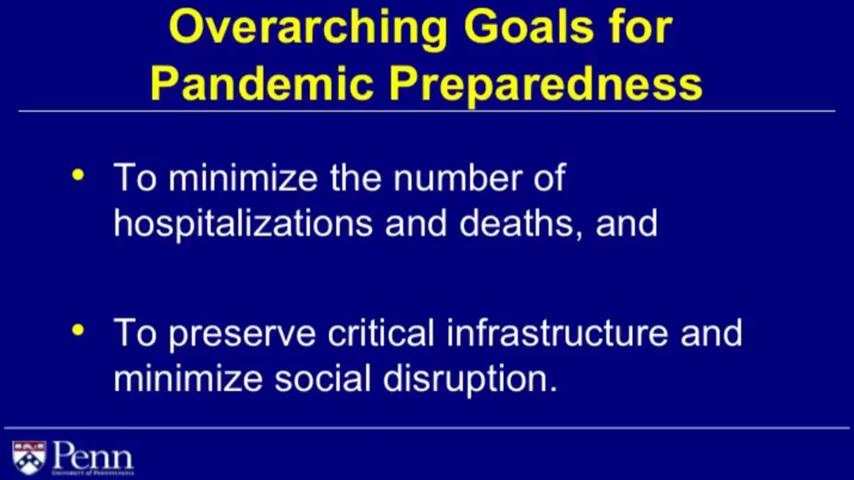 Overarching Goals for
Pandemic Preparedness
• To minimize the number of
hospitalizations and deaths, and
• To preserve critical infrastructure and
minimize social disruption.
Penn
UNIVERSITY OF PENNSYLVANIA